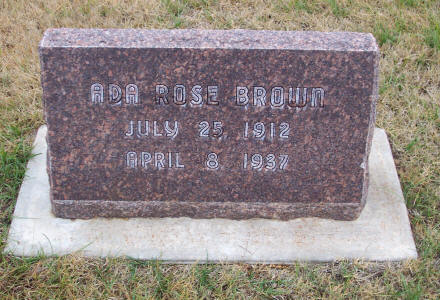 ADA ROSE BROWN
JULY 25, 1912
APRIL 8, 1937